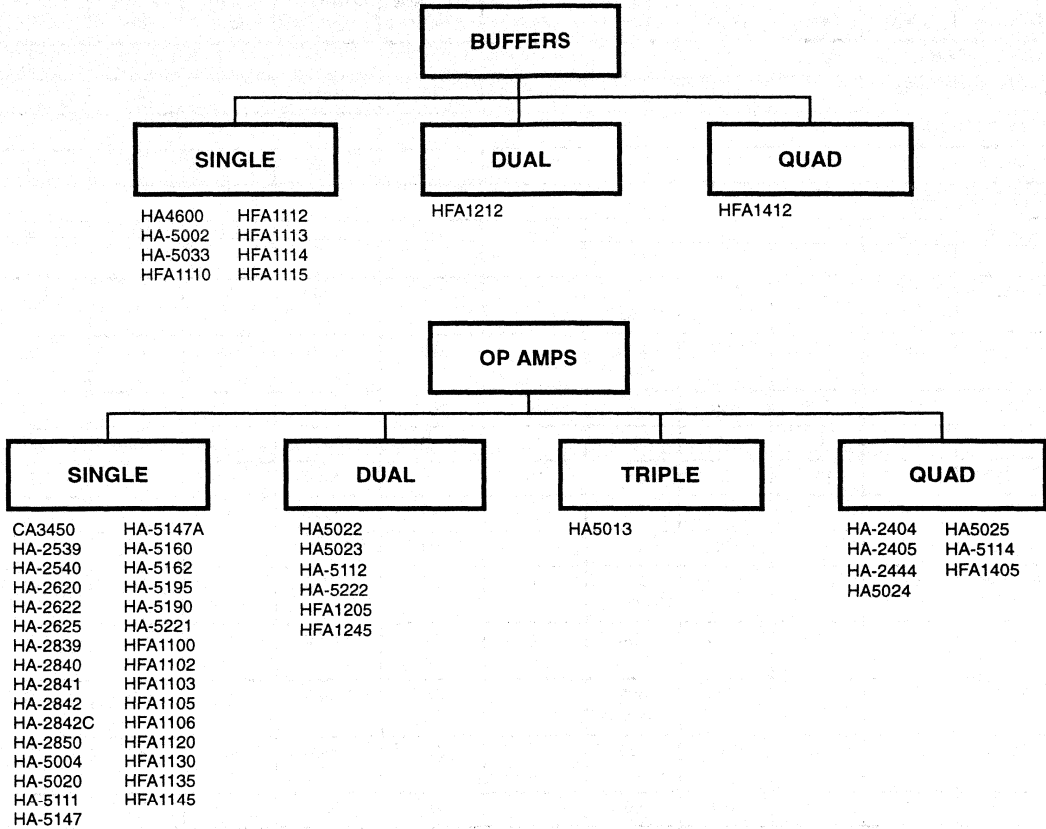 BUFFERS
SINGLE
DUAL
QUAD
HA4600 HFA1112
HA-5002 HFA1113
HA-5033 HFA1114
HFA1110 HFA1115
HFA1212
HFA1412
OP AMPS
SINGLE
DUAL
TRIPLE
QUAD
CA3450 HA-5147A
HA-2539 HA-5160
HA-2540 HA-5162
HA-2620 HA-5195
HA-2622 HA-5190
HA-2625 HA-5221
HA-2839 HFA1100
HA-2840 HFA1102
HA-2841 HFA1103
HA-2842 HFA1105
HA-2842C HFA1106
HA-2850 HFA1120
HA-5004 HFA1130
HA-5020 HFA1135
HA-5111 HFA1145
HA-5147
HA5022
HA5023
HA-5112
HA-5222
HFA1205
HFA1245
HA5013
HA-2404 HA5025
HA-2405 HA-5114
HA-2444 HFA1405
HA5024